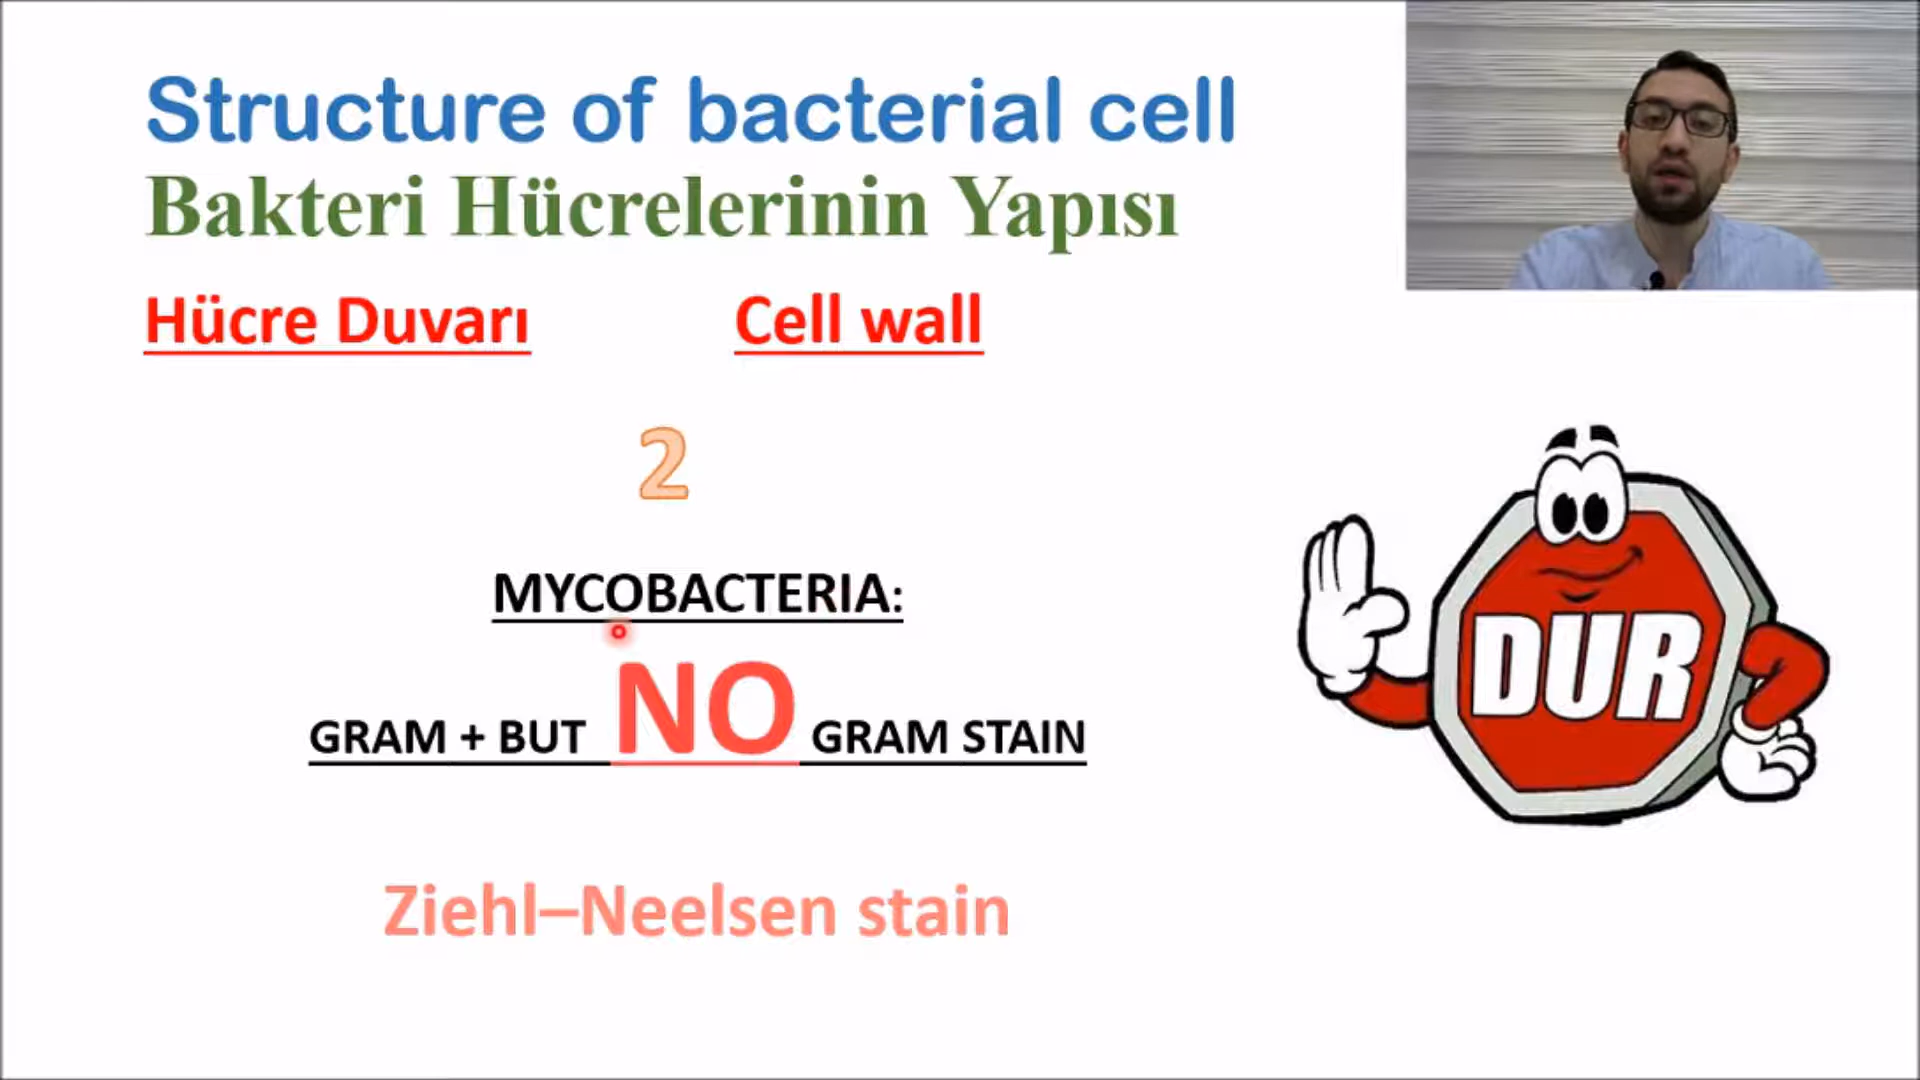 Structure of bacterial cell
Bakteri Hücrelerinin Yapısı
Hücre Duvarı Cell wall
2
MYCOBACTERIA:
GRAM + BUT NO GRAM STAIN
DUR
Ziehl–Neelsen stain